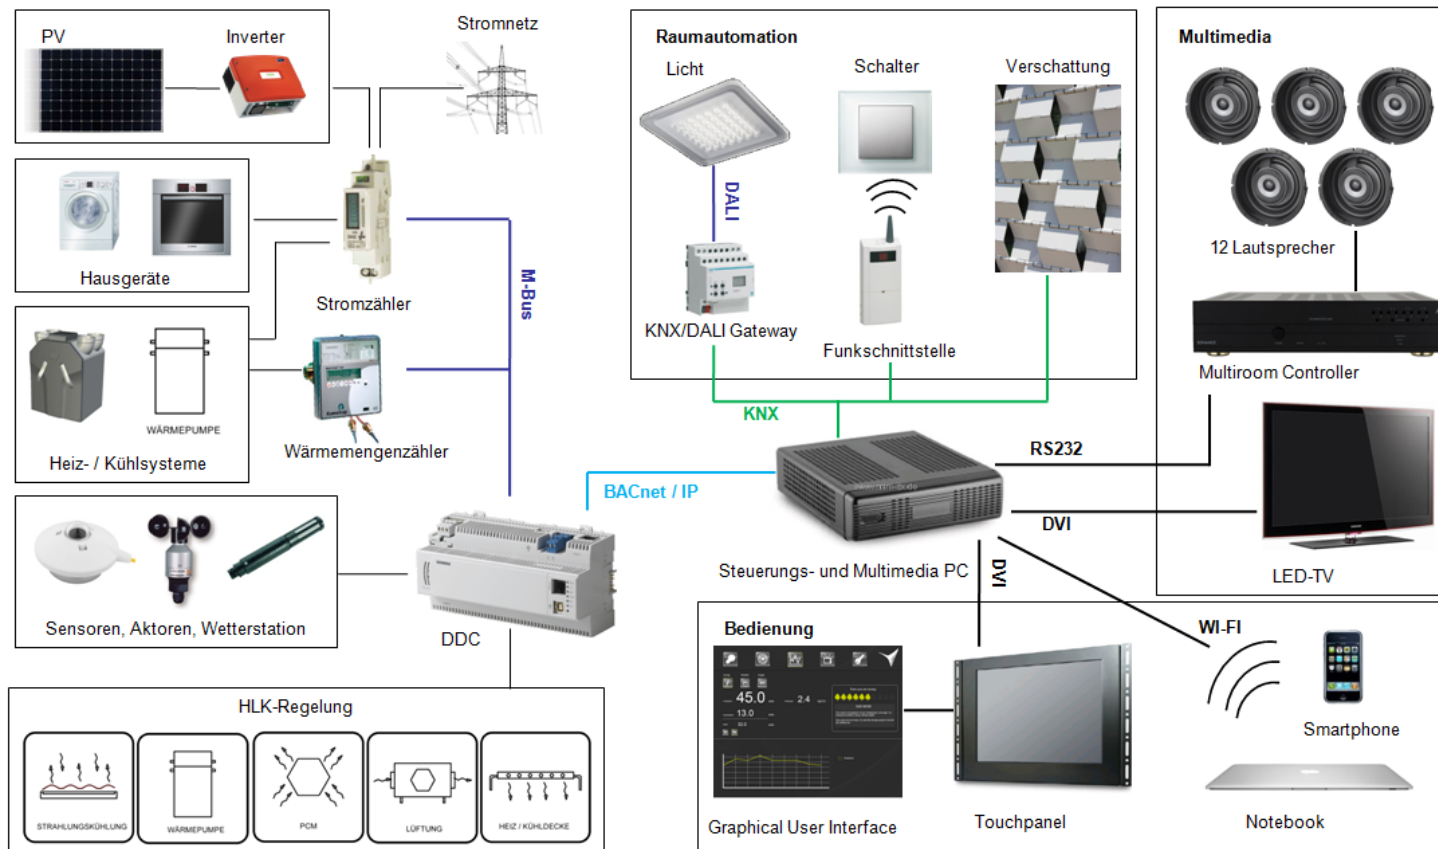 PV
Inverter
Stromnetz
Hausgeräte
Stromzähler
M-Bus
WÄRMEPUMPE
Heiz- / Kühlsysteme
Wärmemengenzähler
Sensoren, Aktoren, Wetterstation
DDC
HLK-Regelung
STRAHLUNGSKÜHLUNG
WÄRMEPUMPE
PCM
LÜFTUNG
HEIZ / KÜHLDECKE
Raumautomation
Licht
Schalter
Verschattung
DALI
KNX/DALI Gateway
Funkschnittstelle
KNX
BACnet / IP
Steuerungs- und Multimedia PC
RS232
DVI
DVI
WI-FI
Multimedia
12 Lautsprecher
Multiroom Controller
LED-TV
Bedienung
45.0
2.4
13.0
Graphical User Interface
Touchpanel
Smartphone
Notebook